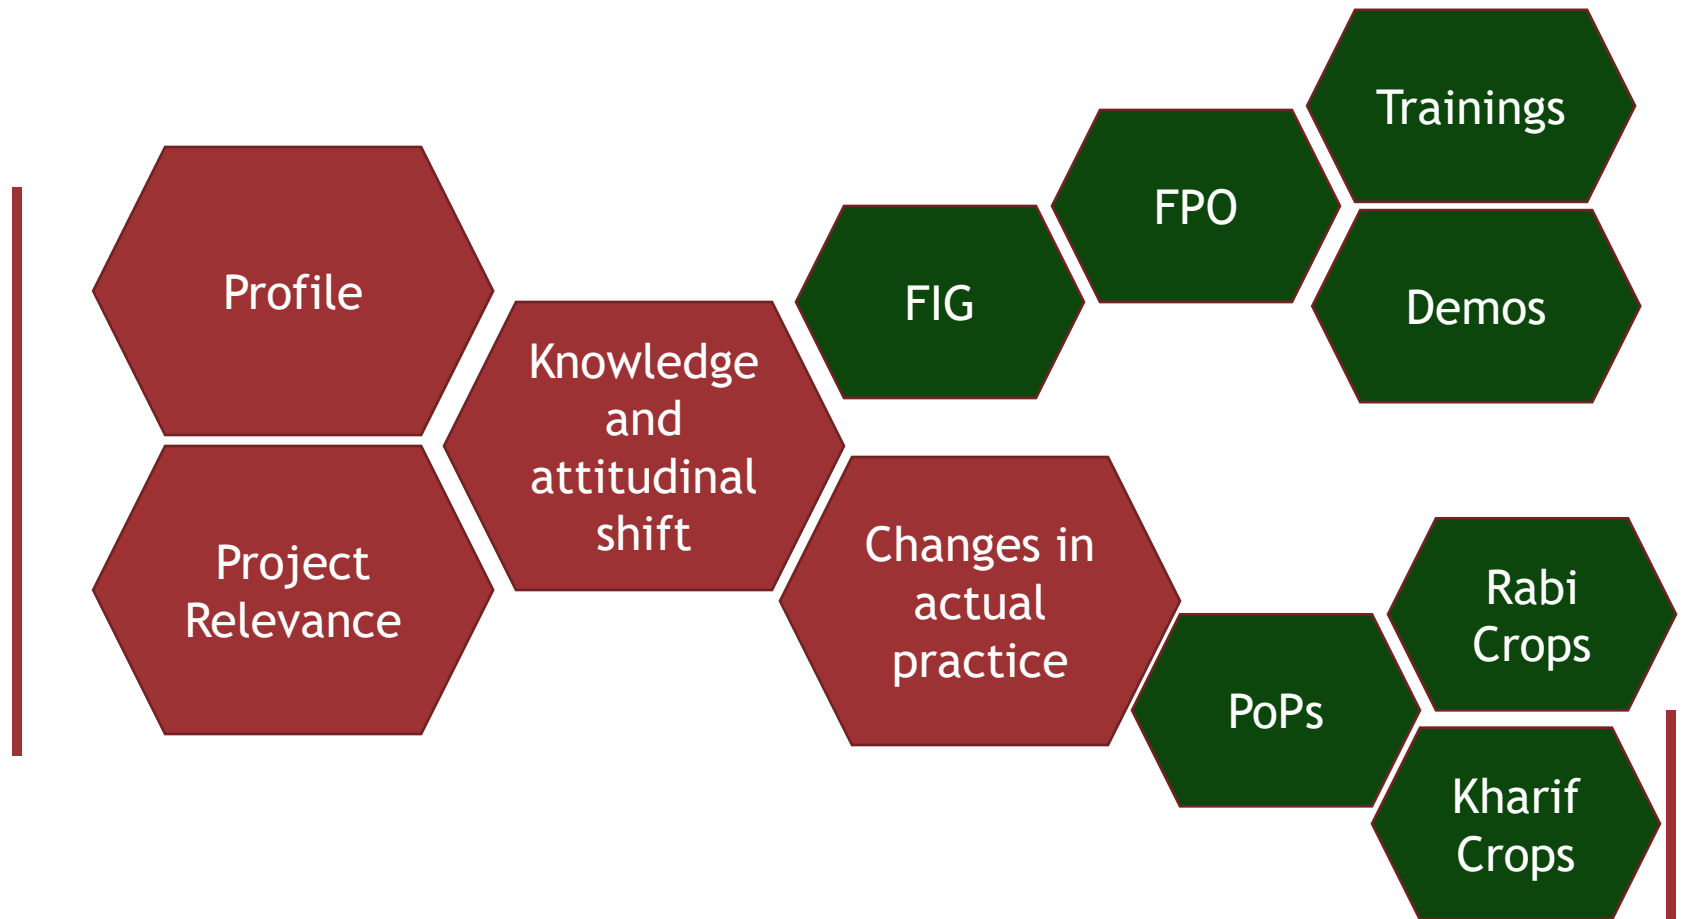 Profile
Project
Relevance
Knowledge
and
attitudinal
shift
Changes in
actual
practice
FIG
FPO
Trainings
Demos
PoPs
Rabi
Crops
Kharif
Crops